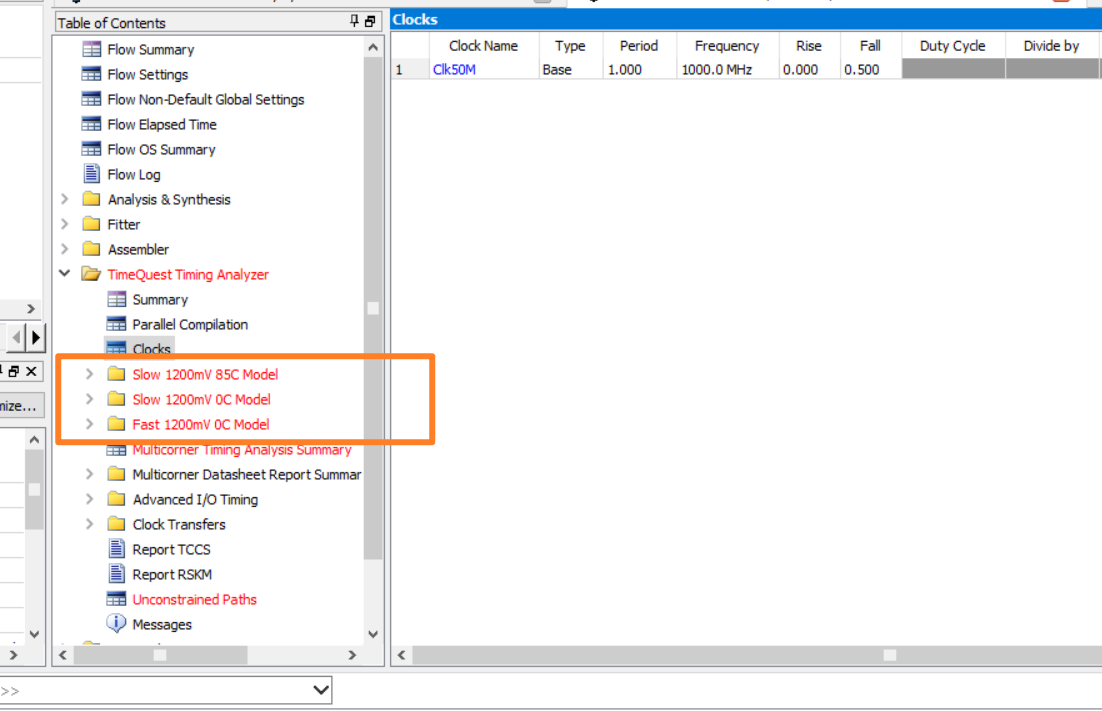 Table of Contents
Flow Summary
Flow Settings
Flow Non-Default Global Settings
Flow Elapsed Time
Flow OS Summary
Flow Log
Analysis & Synthesis
Fitter
Assembler
TimeQuest Timing Analyzer
Summary
Parallel Compilation
Clocks
Slow 1200mV 85C Model
Slow 1200mV 0C Model
Fast 1200mV 0C Model
Multicorner Timing Analysis Summary
Multicorner Datasheet Report Summar
Advanced I/O Timing
Clock Transfers
Report TCCS
Report RSKM
Unconstrained Paths
Messages
mize...
>>
Clocks
Clock Name Type Period Frequency Rise Fall Duty Cycle Divide by
1 Clk50M Base 1.000 1000.0 MHz 0.000 0.500